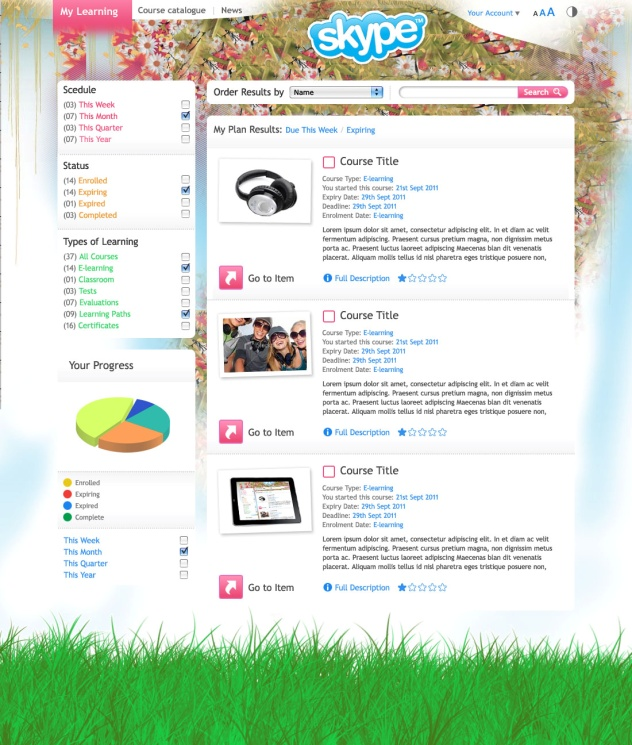 My Learning
Course catalogue
News
Your Account
A A A
skype™
Scedule
(03) This Week
(07) This Month
(03) This Quarter
(07) This Year
Status
(14) Enrolled
(14) Expiring
(01) Expired
(03) Completed
Types of Learning
(37) All Courses
(14) E-learning
(01) Classroom
(03) Tests
(07) Evaluations
(09) Learning Paths
(16) Certificates
Your Progress
Enrolled
Expiring
Expired
Complete
This Week
This Month
This Quarter
This Year
Order Results by Name Search
My Plan Results: Due This Week / Expiring
Course Title
Course Type: E-learning
You started this course: 21st Sept 2011
Expiry Date: 29th Sept 2011
Deadline: 29th Sept 2011
Enrolment Date: E-learning
Lorem ipsum dolor sit amet, consectetur adipiscing elit. In et diam ac velit
fermentum adipiscing. Praesent cursus pretium magna, non dignissim metus
porta ac. Praesent luctus laoreet adipiscing Maecenas blan dit venenatis
placerat. Aliquam mollis tellus id nisl pharetra eges tristique posuere non,
Go to Item
Full Description
Course Title
Course Type: E-learning
You started this course: 21st Sept 2011
Expiry Date: 29th Sept 2011
Deadline: 29th Sept 2011
Enrolment Date: E-learning
Lorem ipsum dolor sit amet, consectetur adipiscing elit. In et diam ac velit
fermentum adipiscing. Praesent cursus pretium magna, non dignissim metus
porta ac. Praesent luctus laoreet adipiscing Maecenas blan dit venenatis
placerat. Aliquam mollis tellus id nisl pharetra eges tristique posuere non,
Go to Item
Full Description
Course Title
Course Type: E-learning
You started this course: 21st Sept 2011
Expiry Date: 29th Sept 2011
Deadline: 29th Sept 2011
Enrolment Date: E-learning
Lorem ipsum dolor sit amet, consectetur adipiscing elit. In et diam ac velit
fermentum adipiscing. Praesent cursus pretium magna, non dignissim metus
porta ac. Praesent luctus laoreet adipiscing Maecenas blan dit venenatis
placerat. Aliquam mollis tellus id nisl pharetra eges tristique posuere non,
Go to Item
Full Description